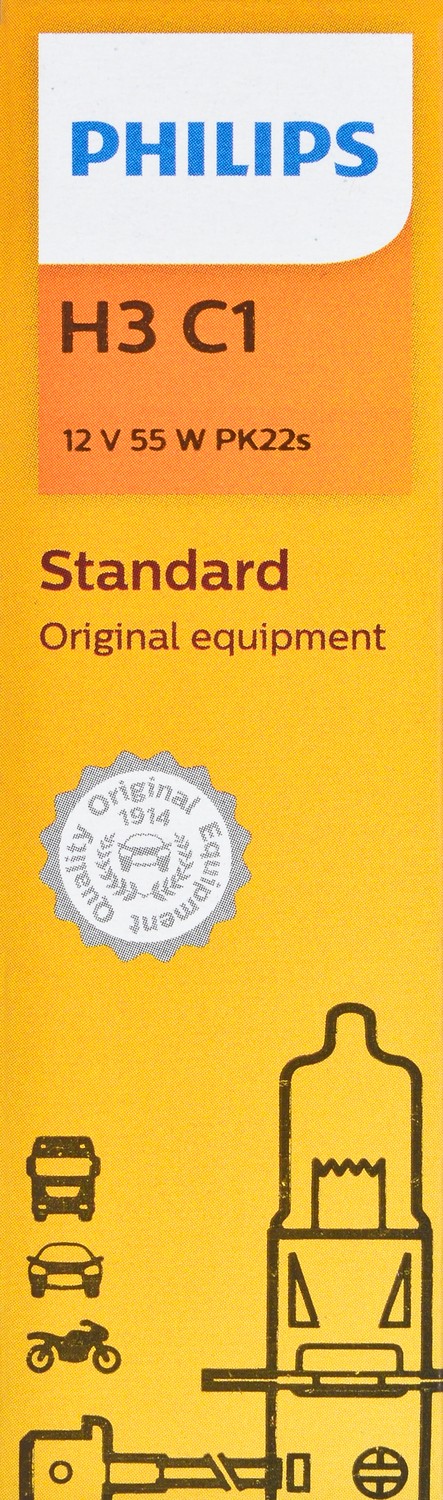 PHILIPS
H3 C1
12 V 55 W PK22s
Standard
Original equipment
Original Equipment Quality
1914